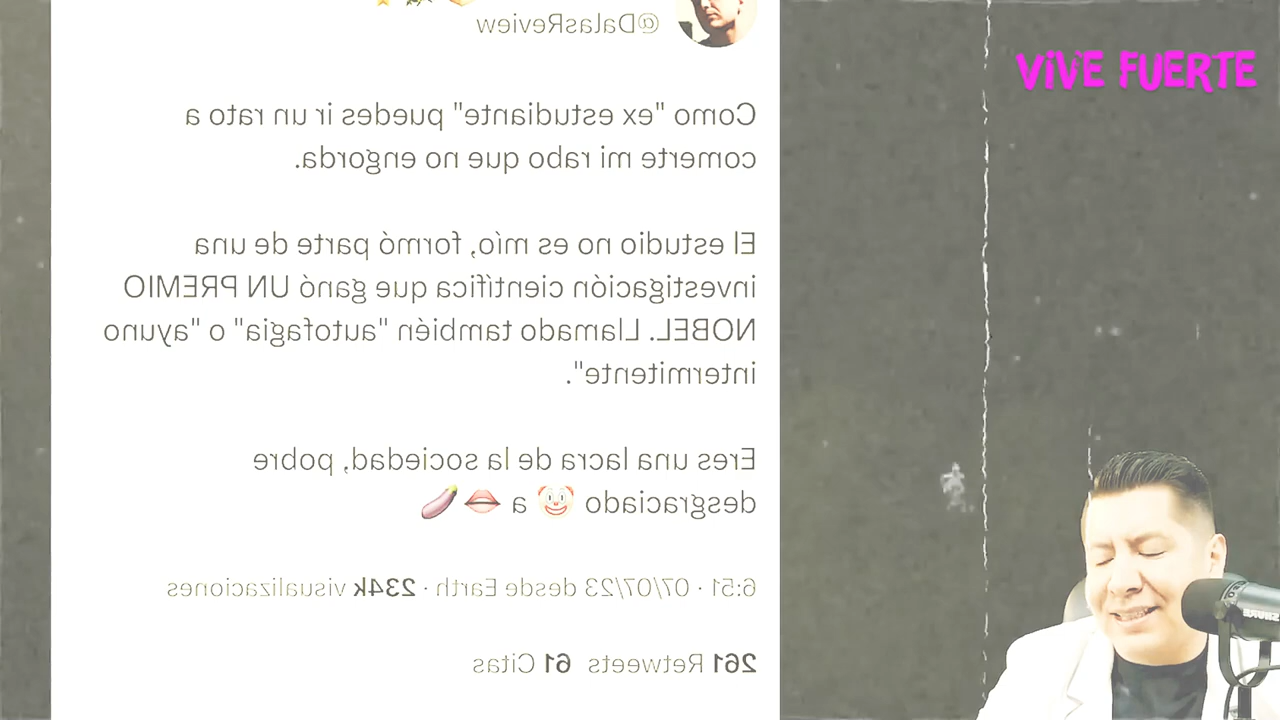 @DalasReview
VIVE FUERTE
Como "ex estudiante" puedes ir un rato a
comerte mi rabo que no engorda.
El estudio no es mío, formó parte de una
investigación científica que ganó UN PREMIO
NOBEL. Llamado también "autofagia" o "ayuno
intermitente".
Eres una lacra de la sociedad, pobre
desgraciado 🤡 a 👄 🍆
6:51 · 07/07/23 desde Earth · 234k visualizaciones
261 Retweets 61 Citas
SHURE